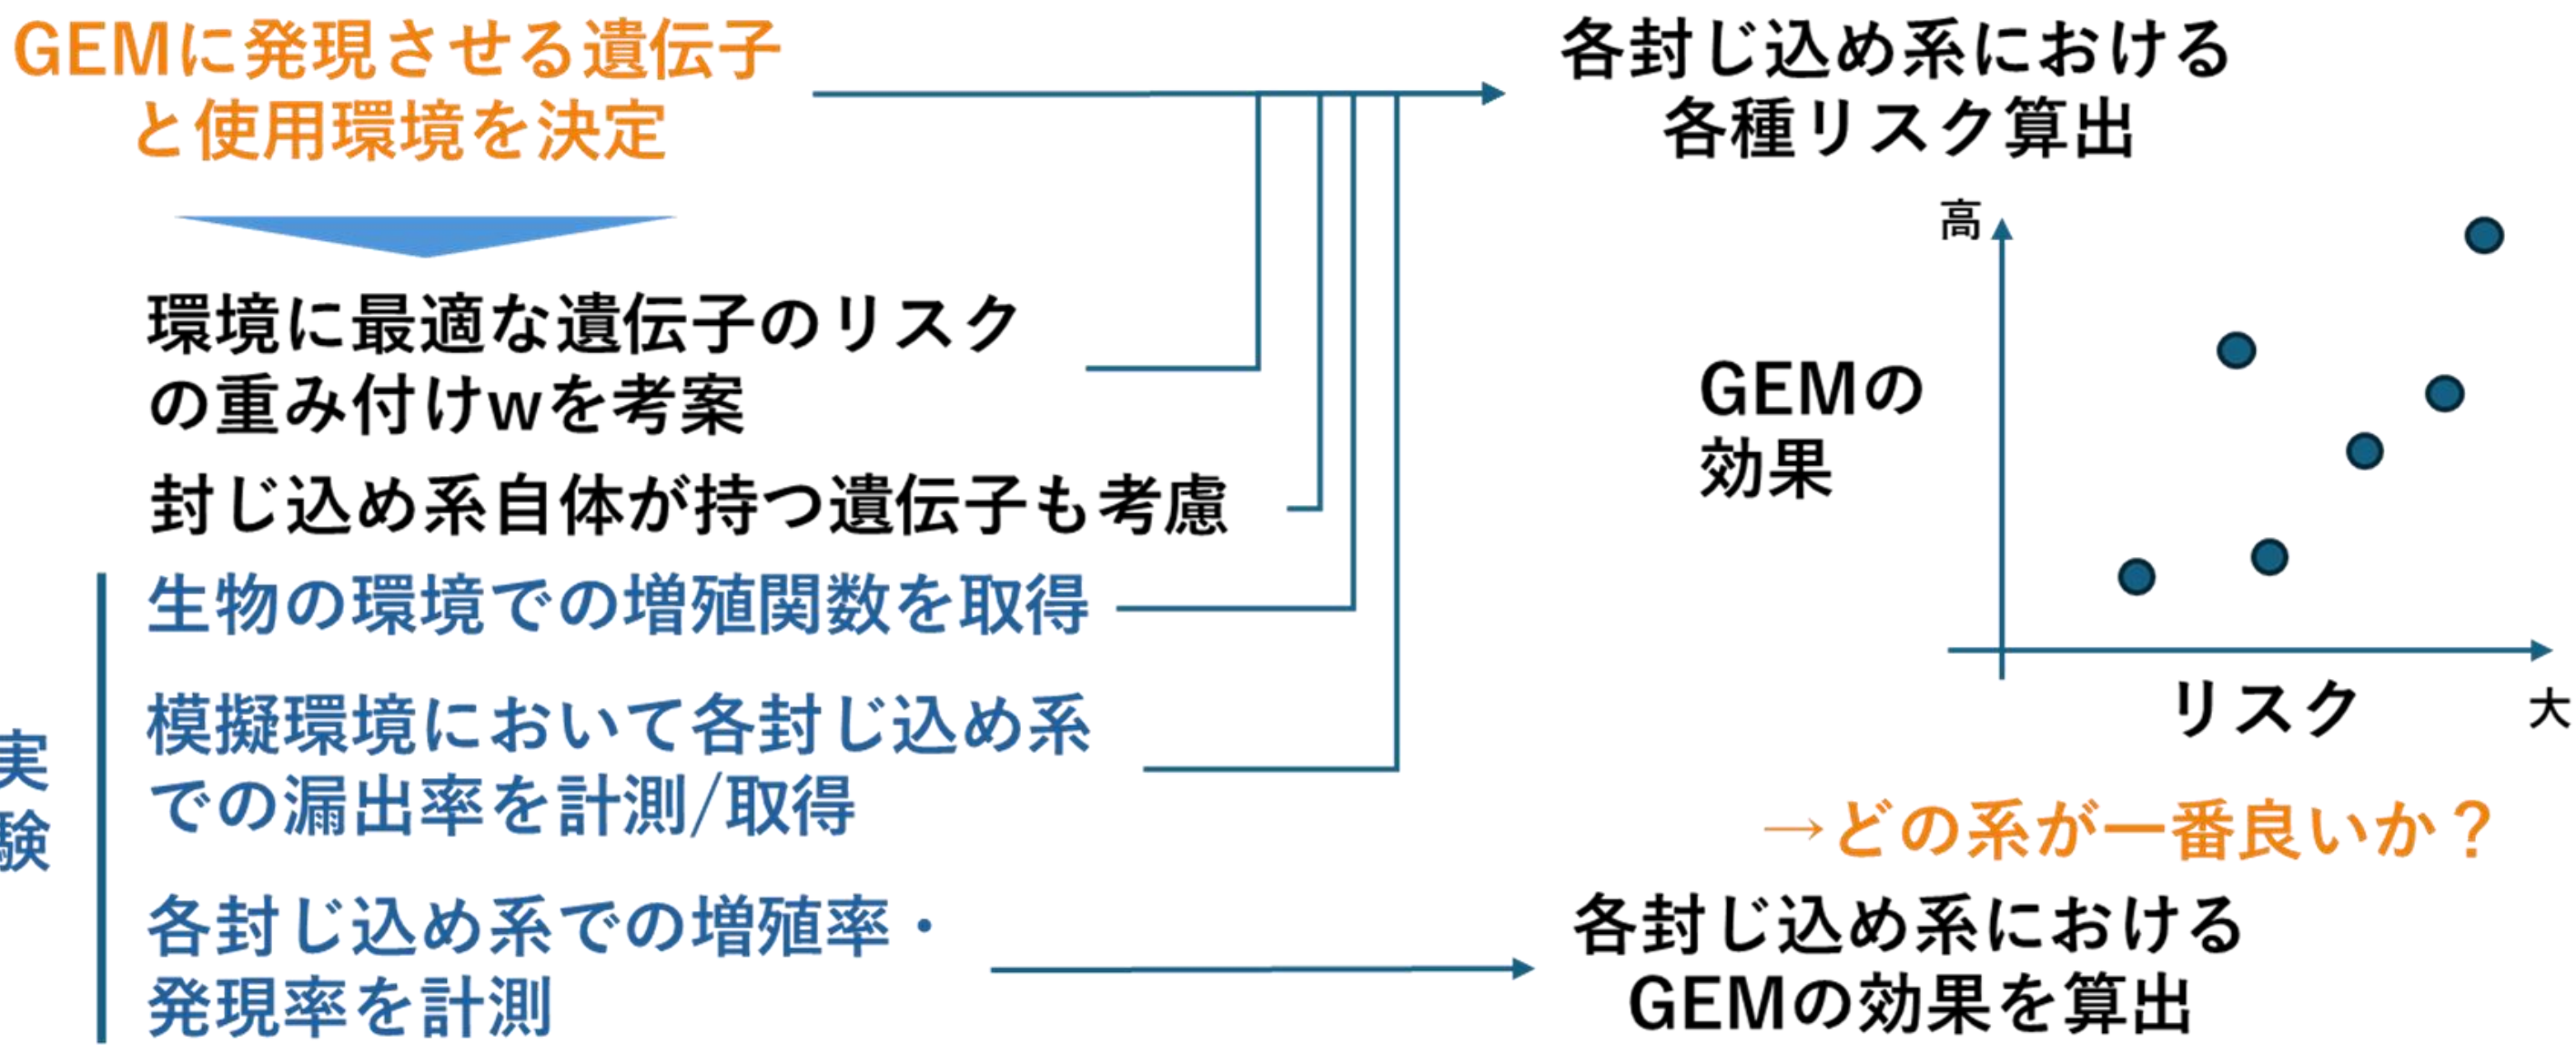 GEMに発現させる遺伝子
と使用環境を決定
環境に最適な遺伝子のリスク
の重み付けwを考案
封じ込め系自体が持つ遺伝子も考慮
実験
生物の環境での増殖関数を取得
模擬環境において各封じ込め系
での漏出率を計測/取得
各封じ込め系での増殖率・
発現率を計測
各封じ込め系における
各種リスク算出
高
GEMの
効果
リスク
大
→どの系が一番良いか？
各封じ込め系における
GEMの効果を算出